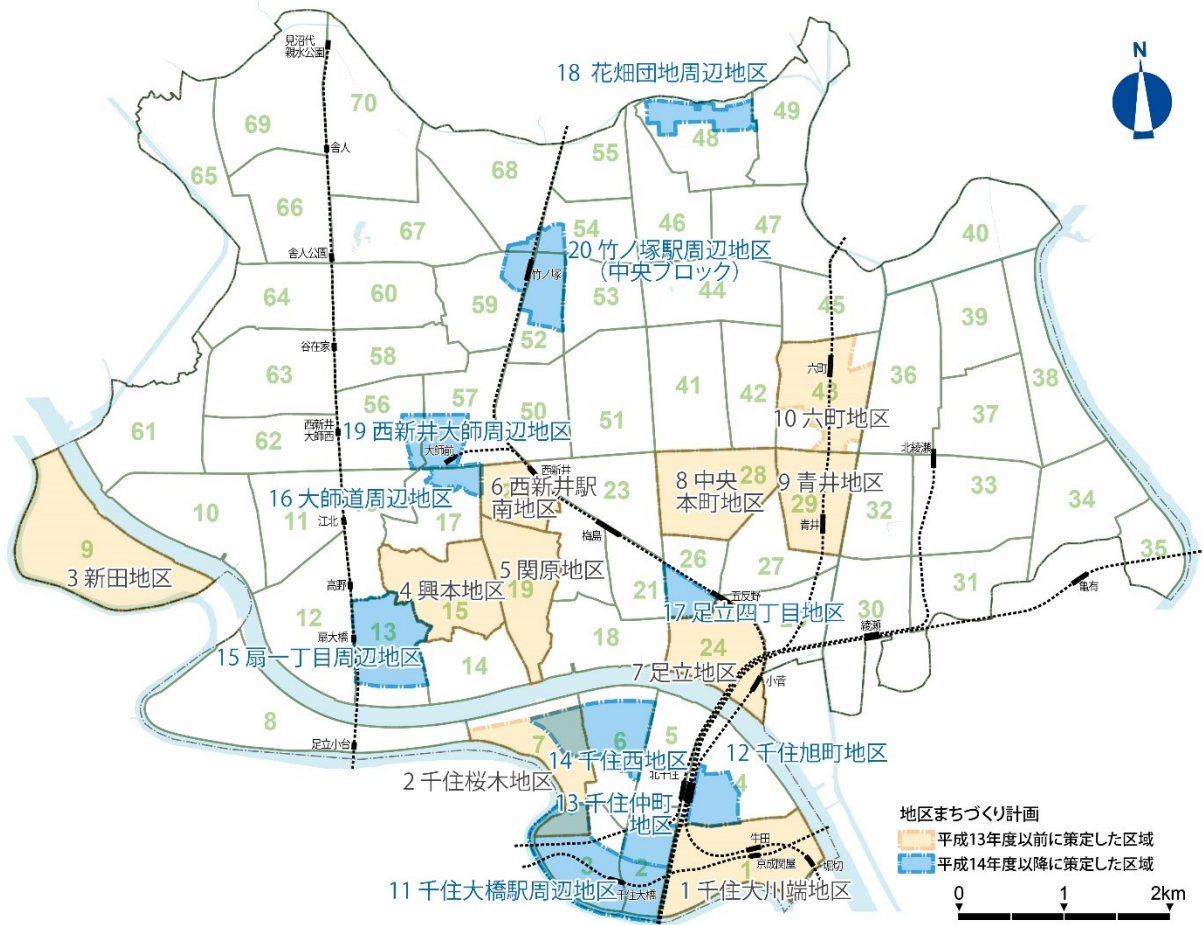 見沼代
親水公園
N
18 花畑団地周辺地区
70
69
49
48
舎人
55
65
68
66
67
54
46
47
40
舎人公園
20 竹ノ塚駅周辺地区
(中央ブロック)
竹ノ塚
64
60
59
53
44
45
39
52
谷在家
58
63
六町
43
36
38
41
42
57
56
50
51
37
61
62
10 六町地区
西新井
大師西
19 西新井大師周辺地区
大師前
北綾瀬
西新井
6 西新井駅
南地区
8 中央
本町地区
28
9 青井地区
29
23
33
34
16 大師道周辺地区
10
11
江北
17
32
青井
梅島
35
9
3 新田地区
5 関原地区
19
26
27
4 興本地区
15
高野
21
五反野
31
亀有
17 足立四丁目地区
12
13
扇大橋
30
綾瀬
18
24
15 扇一丁目周辺地区
14
7 足立地区
小菅
8
足立小台
7
6
5
12 千住旭町地区
14 千住西地区
北千住
2 千住桜木地区
4
13 千住仲町
地区
地区まちづくり計画
平成13年度以前に策定した区域
平成14年度以降に策定した区域
牛田
京成関屋
堀切
3
2
1
11 千住大橋駅周辺地区
千住大橋
1 千住大川端地区
0
1
2km